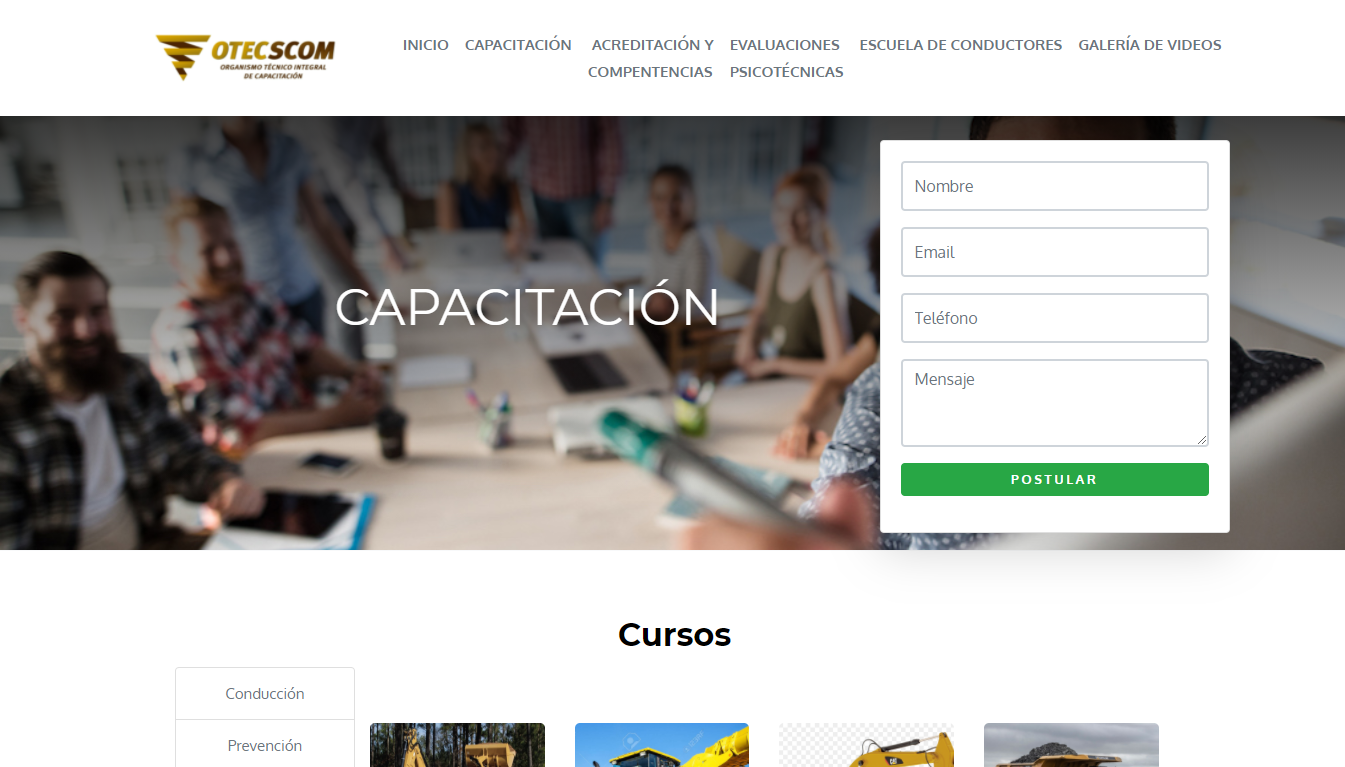 OTECSCOM
ORGANISMO TÉCNICO INTEGRAL
DE CAPACITACIÓN
INICIO
CAPACITACIÓN
ACREDITACIÓN Y
COMPENTENCIAS
EVALUACIONES
PSICOTÉCNICAS
ESCUELA DE CONDUCTORES
GALERÍA DE VIDEOS
CAPACITACIÓN
Nombre
Email
Teléfono
Mensaje
POSTULAR
Cursos
Conducción
Prevención
CAT